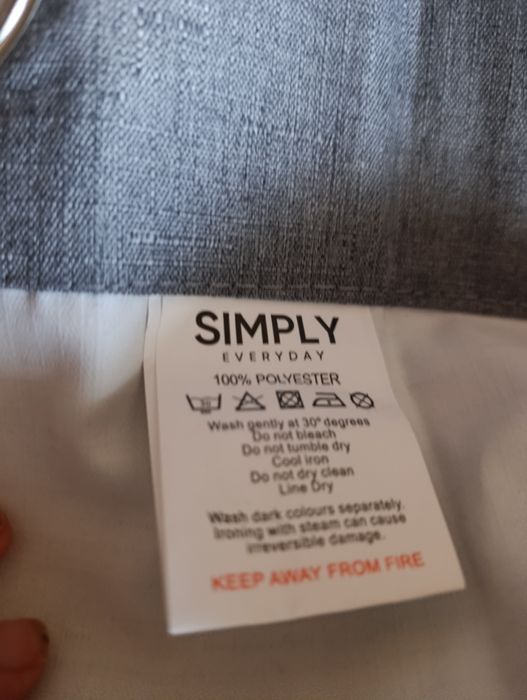 SIMPLY
EVERYDAY
100% POLYESTER
30
Wash gently at 30° degrees
Do not bleach
Do not tumble dry
Cool iron
Do not dry clean
Line Dry
Wash dark colours separately.
Ironing with steam can cause
irreversible damage.
KEEP AWAY FROM FIRE